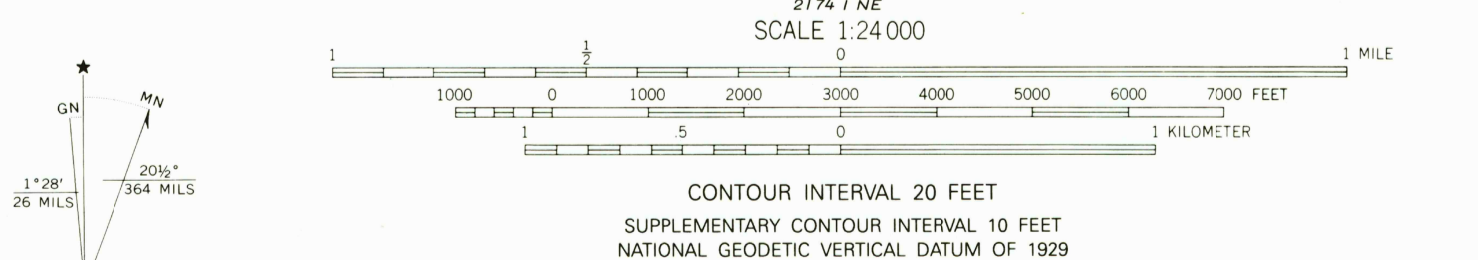 2174 I NE
SCALE 1:24 000
1 1/2 0 1 MILE
1000 0 1000 2000 3000 4000 5000 6000 7000 FEET
1 .5 0 1 KILOMETER
CONTOUR INTERVAL 20 FEET
SUPPLEMENTARY CONTOUR INTERVAL 10 FEET
NATIONAL GEODETIC VERTICAL DATUM OF 1929
★
GN MN
1°28′
26 MILS
20½°
364 MILS